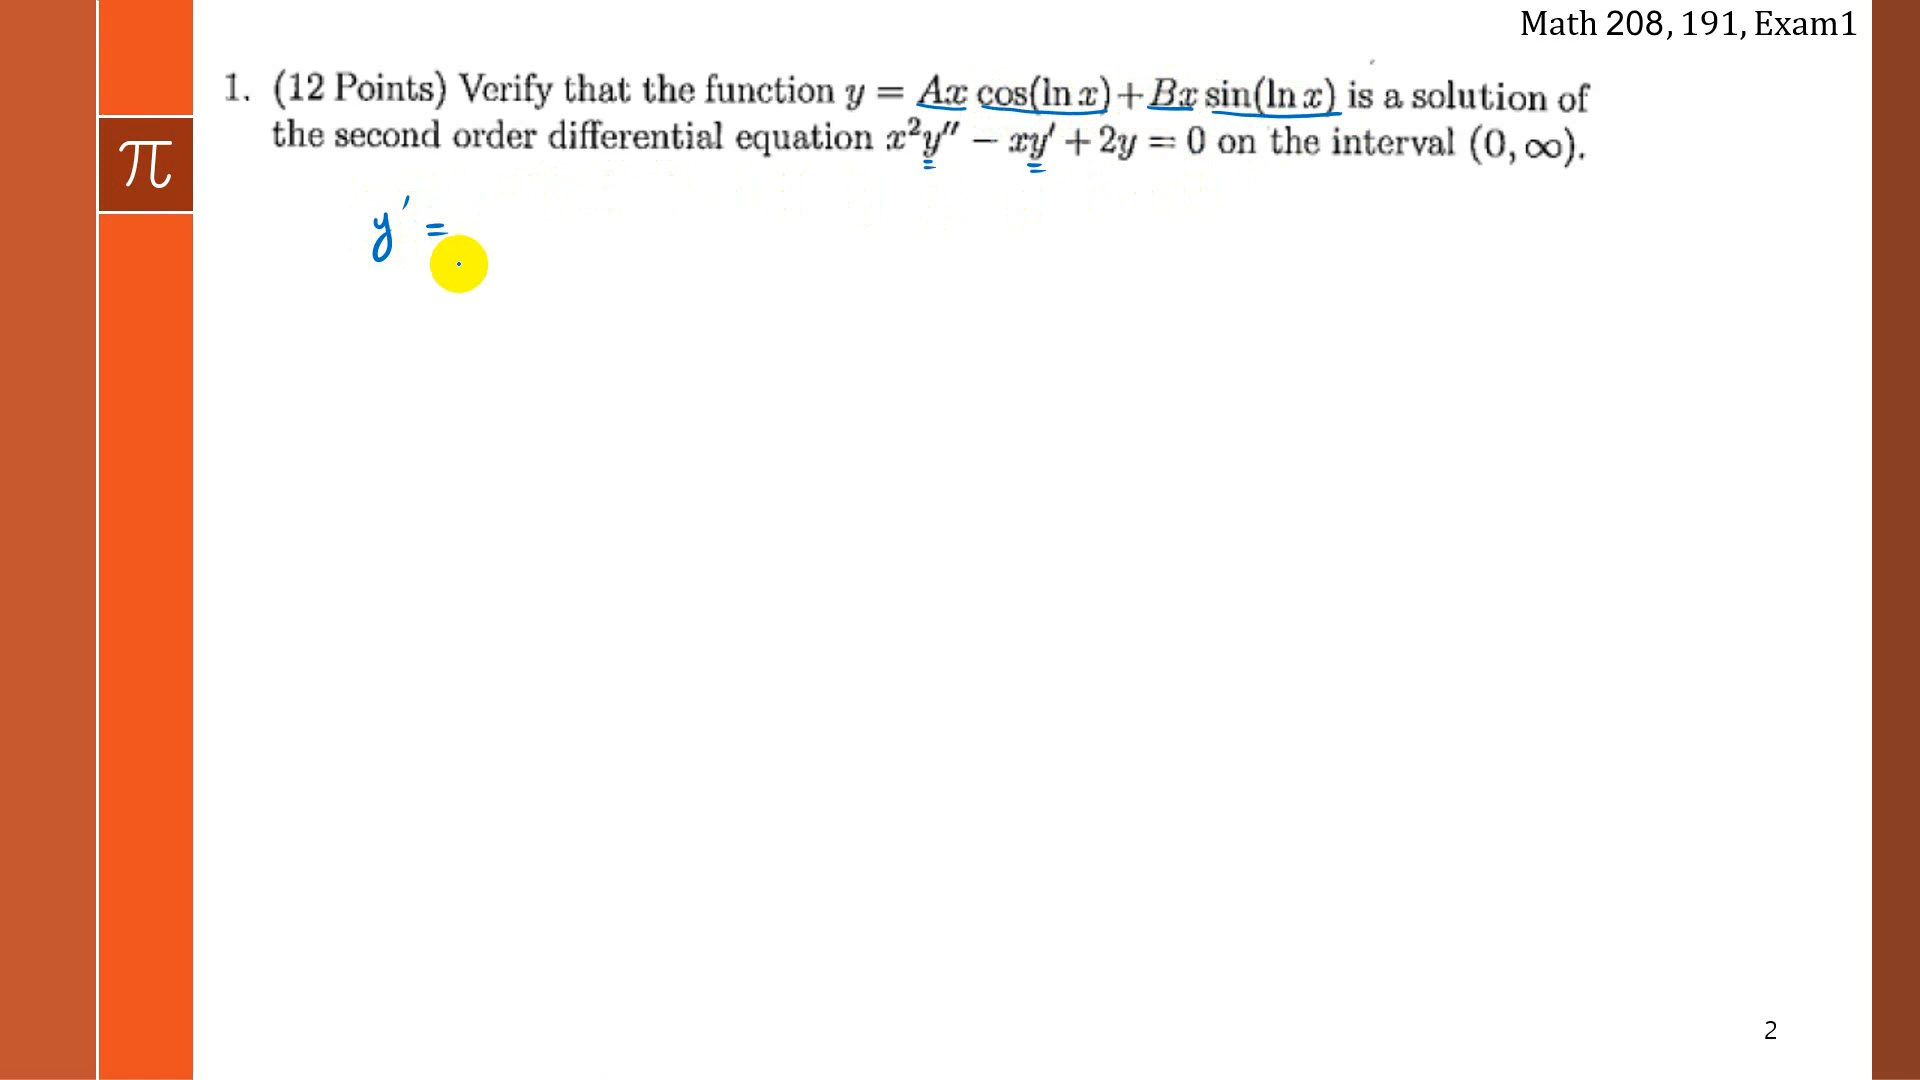 Math 208, 191, Exam1
1. (12 Points) Verify that the function y = Ax cos(ln x)+Bx sin(ln x) is a solution of
the second order differential equation x²y″ − xy′ + 2y = 0 on the interval (0, ∞).
π
y′ =
2